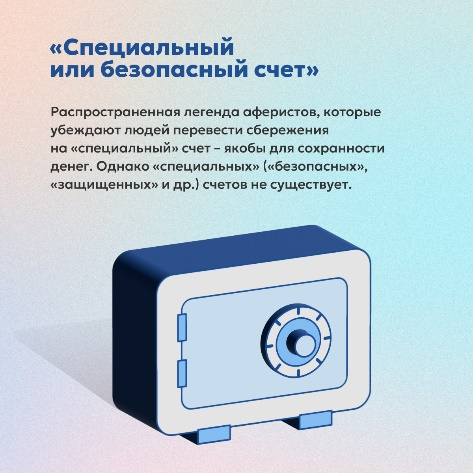 «Специальный
или безопасный счет»
Распространенная легенда аферистов, которые
убеждают людей перевести сбережения
на «специальный» счет – якобы для сохранности
денег. Однако «специальных» («безопасных»,
«защищенных» и др.) счетов не существует.